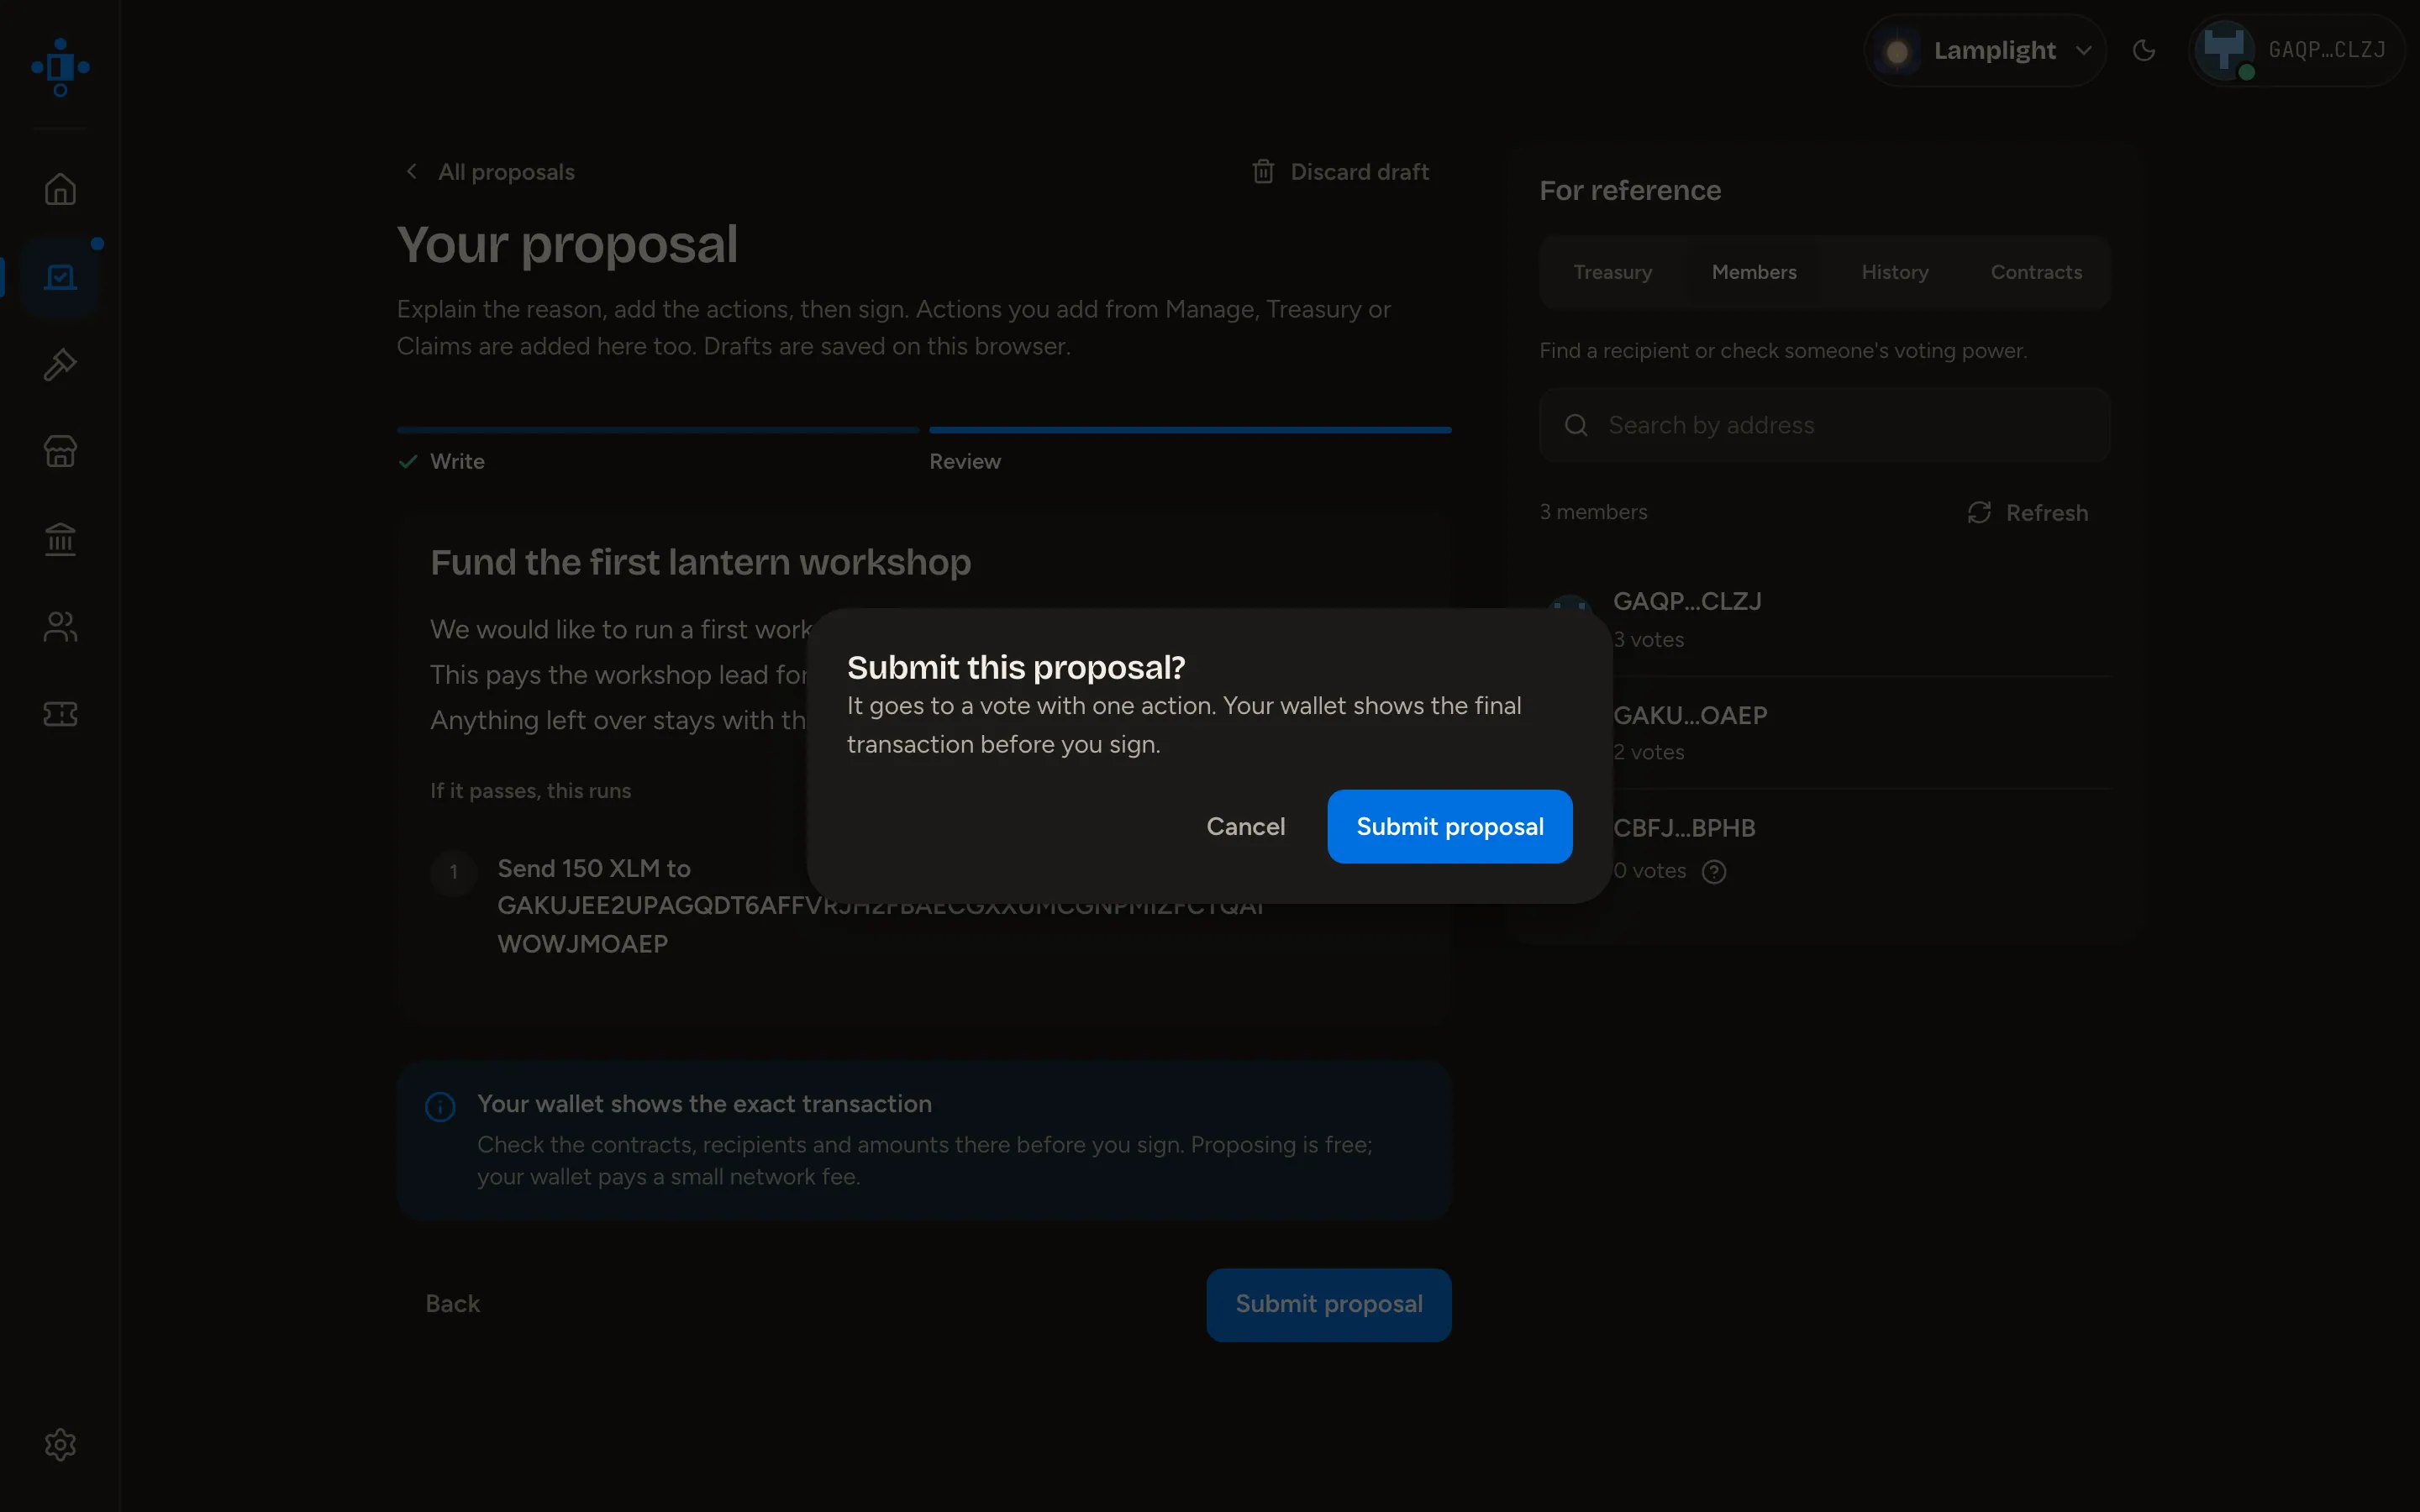 Lamplight
GAQP...CLZJ
All proposals
Discard draft
Your proposal
Explain the reason, add the actions, then sign. Actions you add from Manage, Treasury or
Claims are added here too. Drafts are saved on this browser.
Write
Review
Fund the first lantern workshop
We would like to run a first work
This pays the workshop lead for
Anything left over stays with th
If it passes, this runs
1
Send 150 XLM to
GAKUJEE2UPAGQDT6AFFVRJH2FBAECGXXUMCGNPMIZFCTQAI
WOWJMOAEP
Submit this proposal?
It goes to a vote with one action. Your wallet shows the final
transaction before you sign.
Cancel
Submit proposal
Your wallet shows the exact transaction
Check the contracts, recipients and amounts there before you sign. Proposing is free;
your wallet pays a small network fee.
Back
Submit proposal
For reference
Treasury
Members
History
Contracts
Find a recipient or check someone's voting power.
Search by address
3 members
Refresh
GAQP...CLZJ
3 votes
GAKU...OAEP
2 votes
CBFJ...BPHB
0 votes